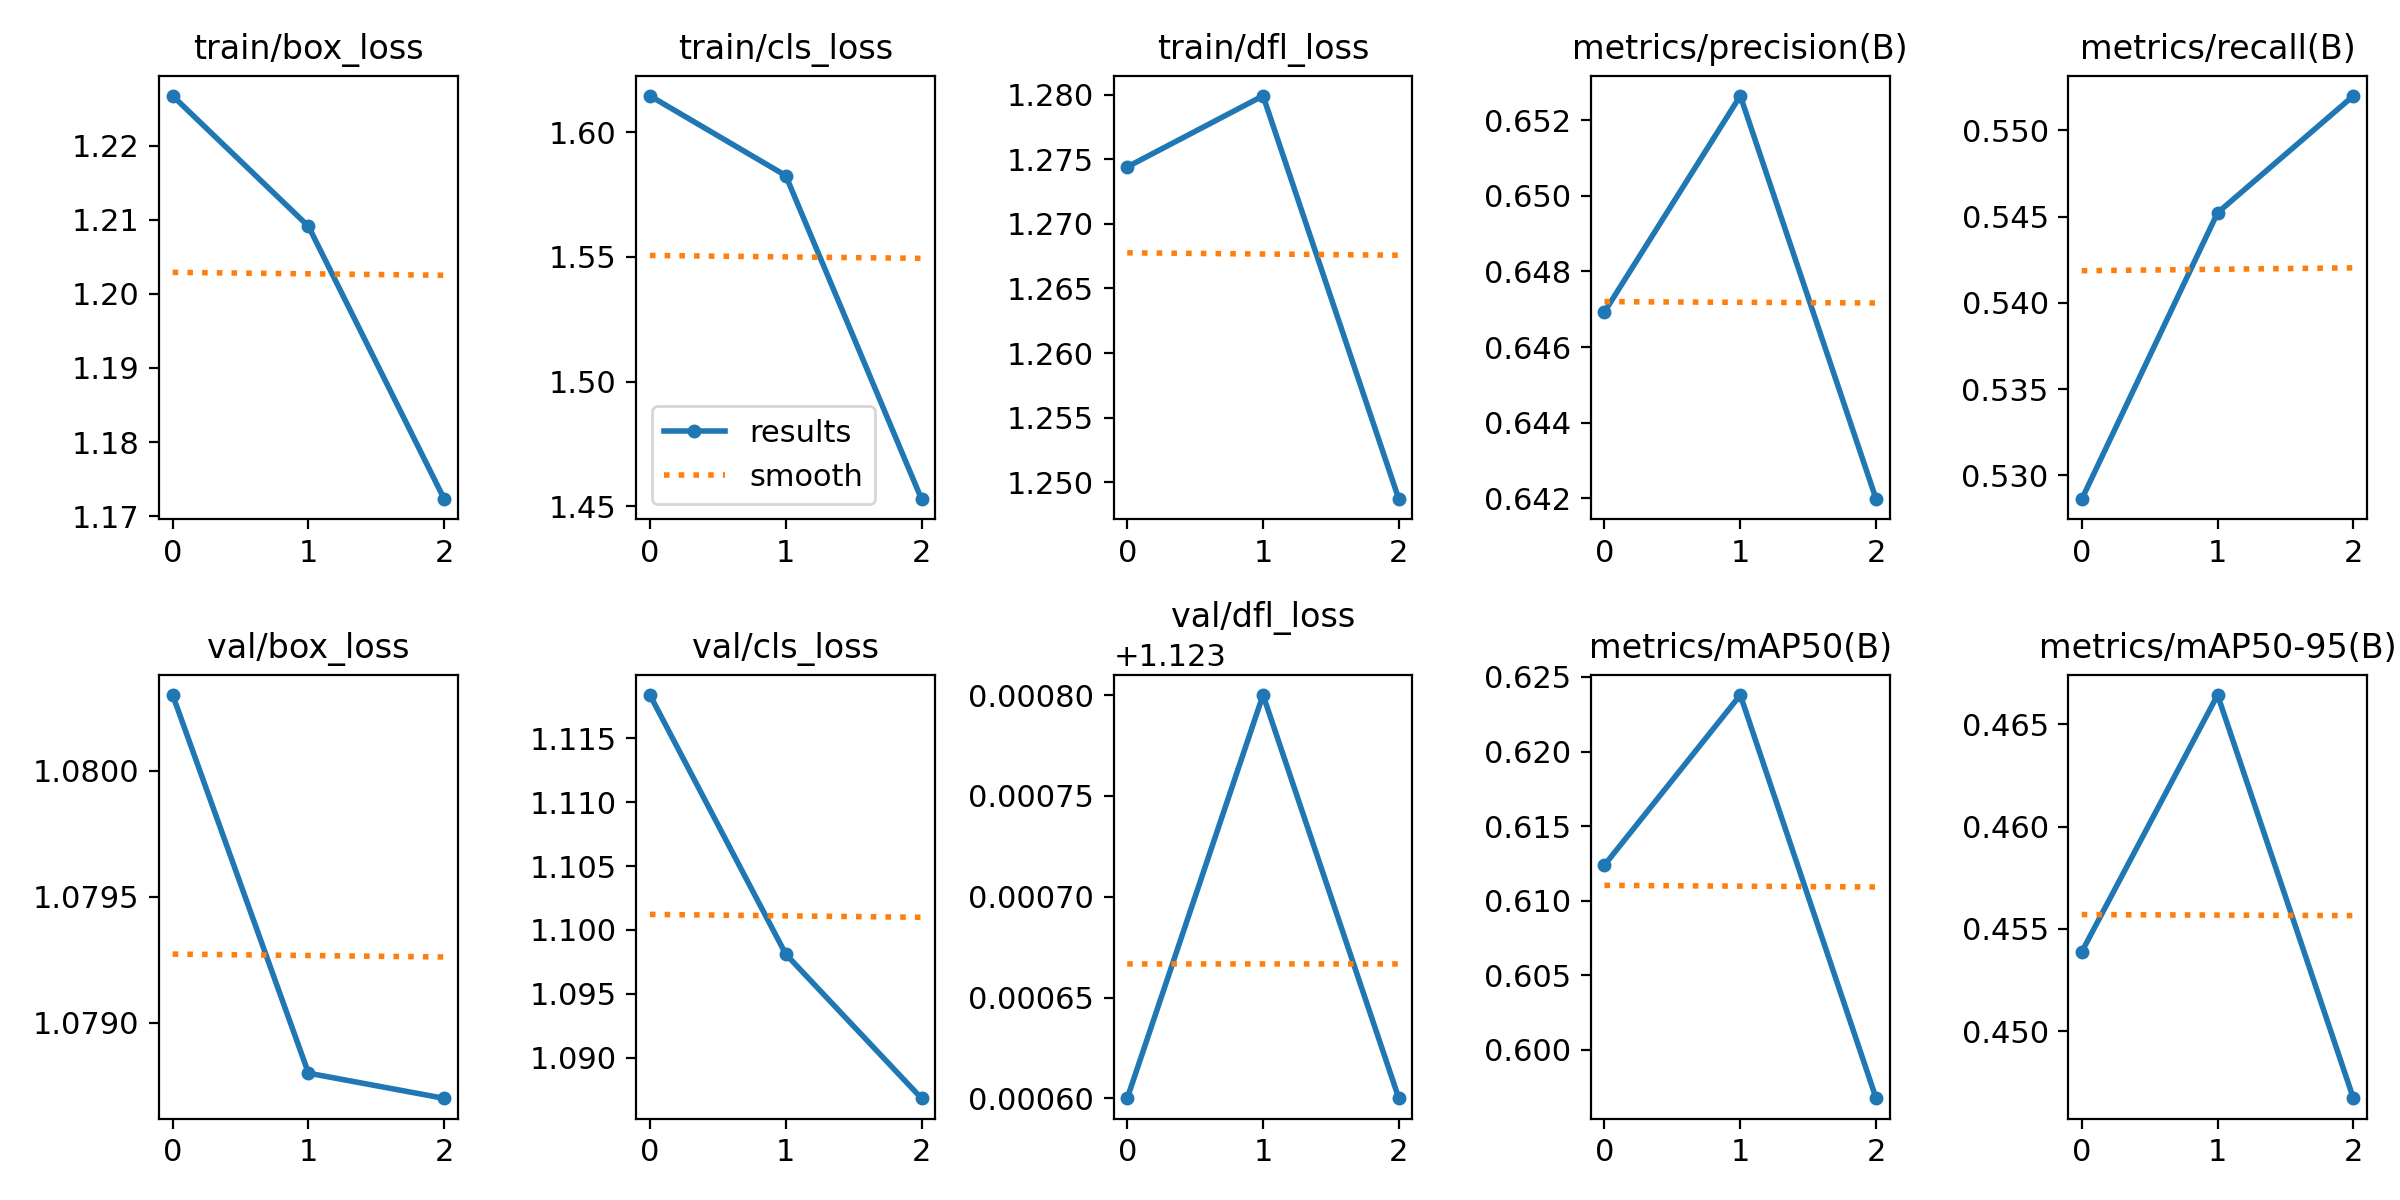 train/box_loss
1.22
1.21
1.20
1.19
1.18
1.17
0 1 2
train/cls_loss
1.60
1.55
1.50
1.45
results
smooth
0 1 2
train/dfl_loss
1.280
1.275
1.270
1.265
1.260
1.255
1.250
0 1 2
metrics/precision(B)
0.652
0.650
0.648
0.646
0.644
0.642
0 1 2
metrics/recall(B)
0.550
0.545
0.540
0.535
0.530
0 1 2
val/box_loss
1.0800
1.0795
1.0790
0 1 2
val/cls_loss
1.115
1.110
1.105
1.100
1.095
1.090
0 1 2
val/dfl_loss
+1.123
0.00080
0.00075
0.00070
0.00065
0.00060
0 1 2
metrics/mAP50(B)
0.625
0.620
0.615
0.610
0.605
0.600
0 1 2
metrics/mAP50-95(B)
0.465
0.460
0.455
0.450
0 1 2